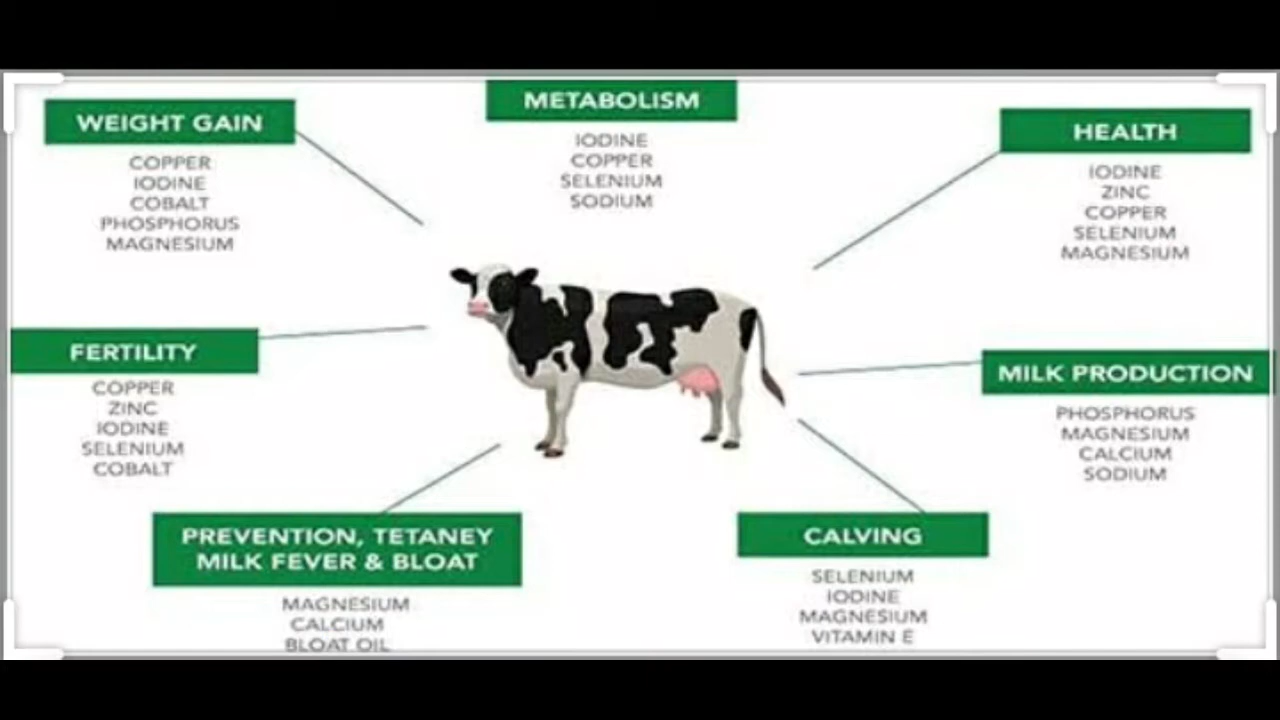 WEIGHT GAIN
COPPER
IODINE
COBALT
PHOSPHORUS
MAGNESIUM
METABOLISM
IODINE
COPPER
SELENIUM
SODIUM
HEALTH
IODINE
ZINC
COPPER
SELENIUM
MAGNESIUM
FERTILITY
COPPER
ZINC
IODINE
SELENIUM
COBALT
MILK PRODUCTION
PHOSPHORUS
MAGNESIUM
CALCIUM
SODIUM
PREVENTION, TETANEY
MILK FEVER & BLOAT
MAGNESIUM
CALCIUM
BLOAT OIL
CALVING
SELENIUM
IODINE
MAGNESIUM
VITAMIN E